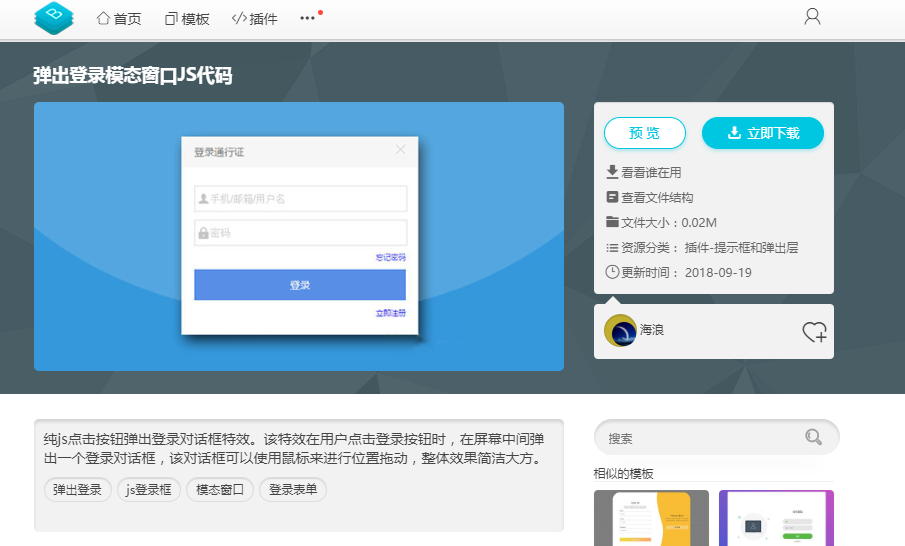 首页 模板 插件
弹出登录模态窗口JS代码
登录通行证
手机/邮箱/用户名
密码
忘记密码
登录
立即注册
预 览 立即下载
看看谁在用
查看文件结构
文件大小：0.02M
资源分类： 插件-提示框和弹出层
更新时间： 2018-09-19
海浪
纯js点击按钮弹出登录对话框特效。该特效在用户点击登录按钮时，在屏幕中间弹
出一个登录对话框，该对话框可以使用鼠标来进行位置拖动，整体效果简洁大方。
弹出登录 js登录框 模态窗口 登录表单
搜索
相似的模板